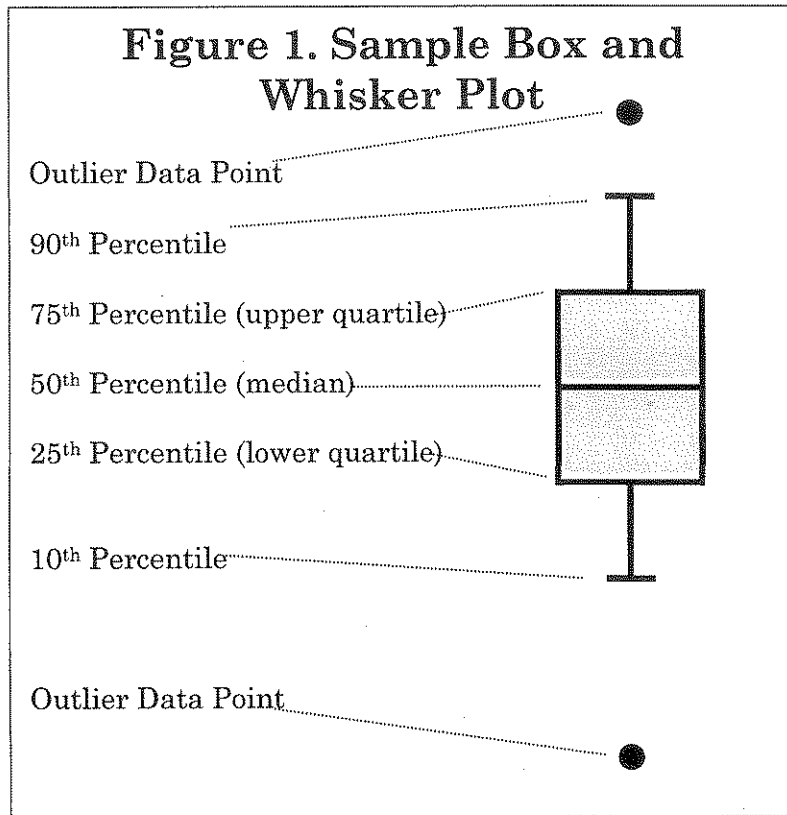 Figure 1. Sample Box and
Whisker Plot
Outlier Data Point
90th Percentile
75th Percentile (upper quartile)
50th Percentile (median)
25th Percentile (lower quartile)
10th Percentile
Outlier Data Point